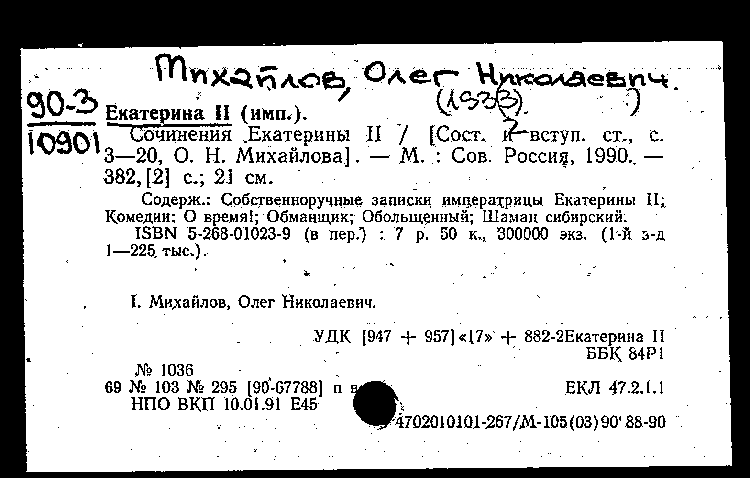 Михайлов, Олег Николаевич.
90-3 (1933). )
10901 Екатерина II (имп.).
Сочинения Екатерины II / [Сост. и вступ. ст., с.
3—20, О. Н. Михайлова]. — М. : Сов. Россия, 1990. —
382, [2] с.; 21 см.
Содерж.: Собственноручные записки императрицы Екатерины II;
Комедии: О время!; Обманщик; Обольщенный; Шаман сибирский.
ISBN 5-268-01023-9 (в пер.) : 7 р. 50 к., 300000 экз. (1-й з-д
1—225 тыс.).
I. Михайлов, Олег Николаевич.
УДК [947 + 957] «17» + 882-2Екатерина II
ББК 84Р1
№ 1036
69 № 103 № 295 [90-67788] п в ЕКЛ 47.2.1.1
НПО ВКП 10.01.91 Е45
4702010101-267/М-105(03)90' 88-90